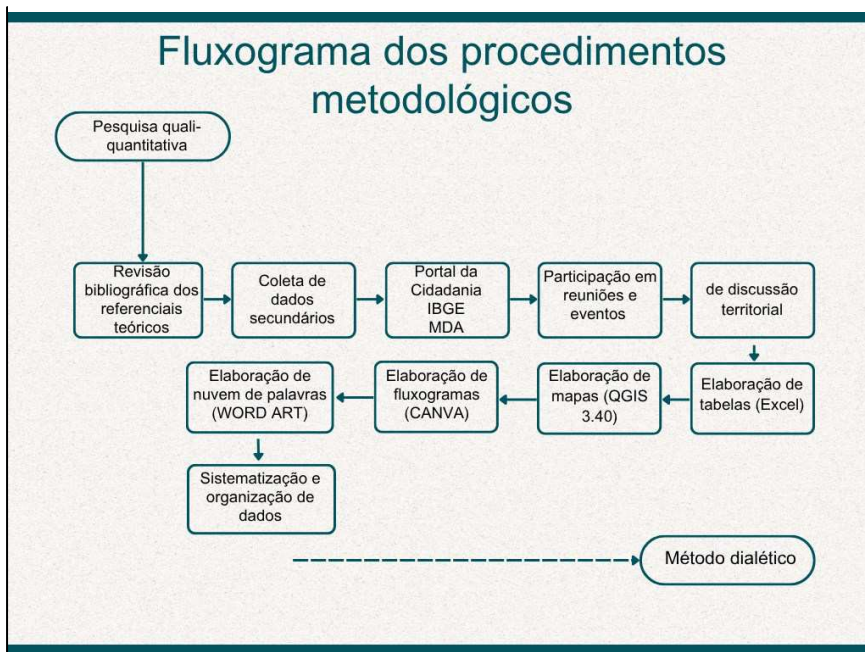 Fluxograma dos procedimentos
metodológicos
Pesquisa quali-
quantitativa
Revisão
bibliográfica dos
referenciais
teóricos
Coleta de
dados
secundários
Portal da
Cidadania
IBGE
MDA
Participação em
reuniões e
eventos
de discussão
territorial
Elaboração de
tabelas (Excel)
Elaboração de
mapas (QGIS
3.40)
Elaboração de
fluxogramas
(CANVA)
Elaboração de
nuvem de palavras
(WORD ART)
Sistematização e
organização de
dados
Método dialético